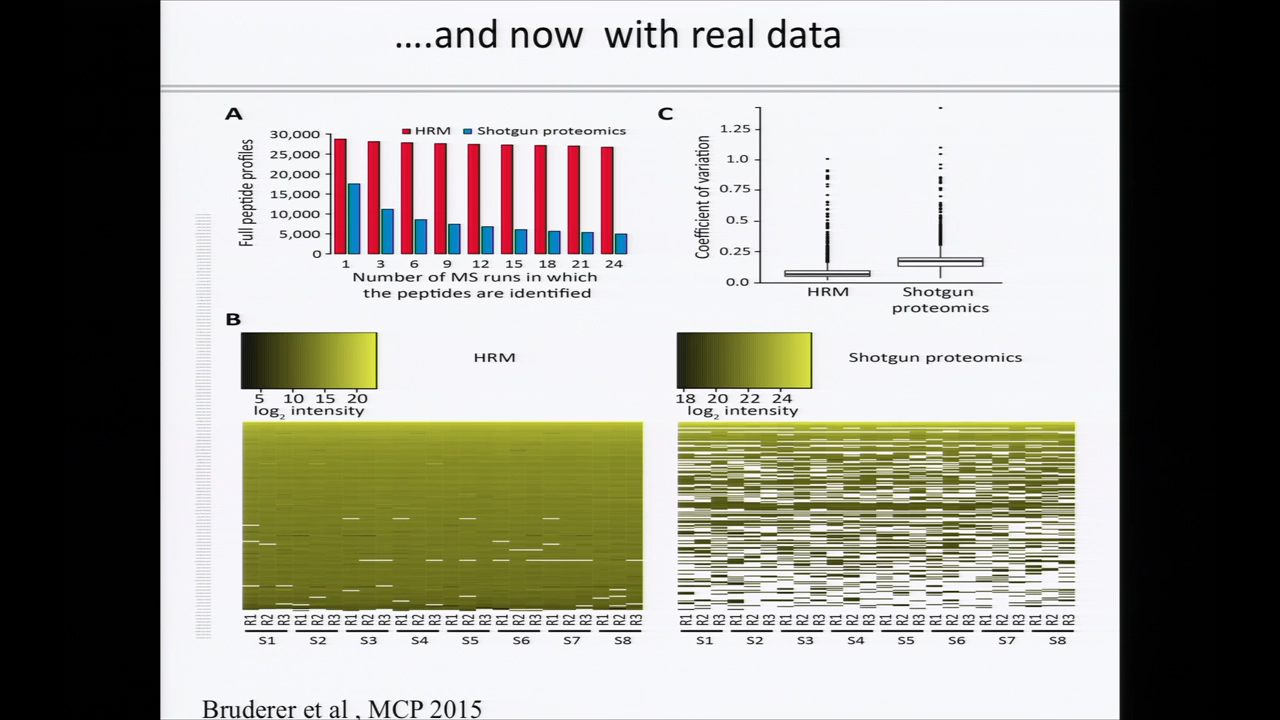 ....and now with real data
A
HRM Shotgun proteomics
Full peptide profiles
30,000
25,000
20,000
15,000
10,000
5,000
0
1 3 6 9 12 15 18 21 24
Number of MS runs in which
the peptides are identified
C
Coefficient of variation
1.25
1.0
0.75
0.5
0.25
0.0
HRM
Shotgun
proteomics
B
HRM
5 10 15 20
log2 intensity
Shotgun proteomics
18 20 22 24
log2 intensity
R1 R2 R3 R1 R2 R3 R1 R2 R3 R1 R2 R3 R1 R2 R3 R1 R2 R3 R1 R2 R3 R1 R2 R3
S1 S2 S3 S4 S5 S6 S7 S8
R1 R2 R3 R1 R2 R3 R1 R2 R3 R1 R2 R3 R1 R2 R3 R1 R2 R3 R1 R2 R3 R1 R2 R3
S1 S2 S3 S4 S5 S6 S7 S8
Bruderer et al , MCP 2015